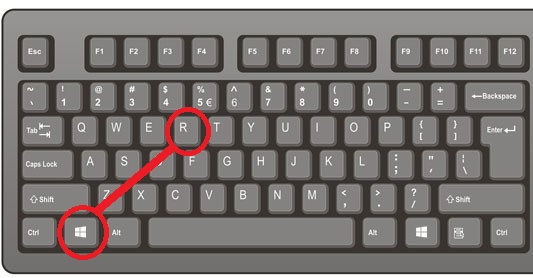 Esc F1 F2 F3 F4 F5 F6 F7 F8 F9 F10 F11 F12
~ ! @ # $ % ^ & * ( ) – +
\ 1 2 3 4 5 € 6 7 8 9 0 - = ←Backspace
Tab Q W E R T Y U I O P { } Enter
[ ]
Caps Lock A S D F G H J K L : " |
; , \
⇧Shift Z X C V B N M < > ? ⇧Shift
, . /
Ctrl Alt Alt Ctrl